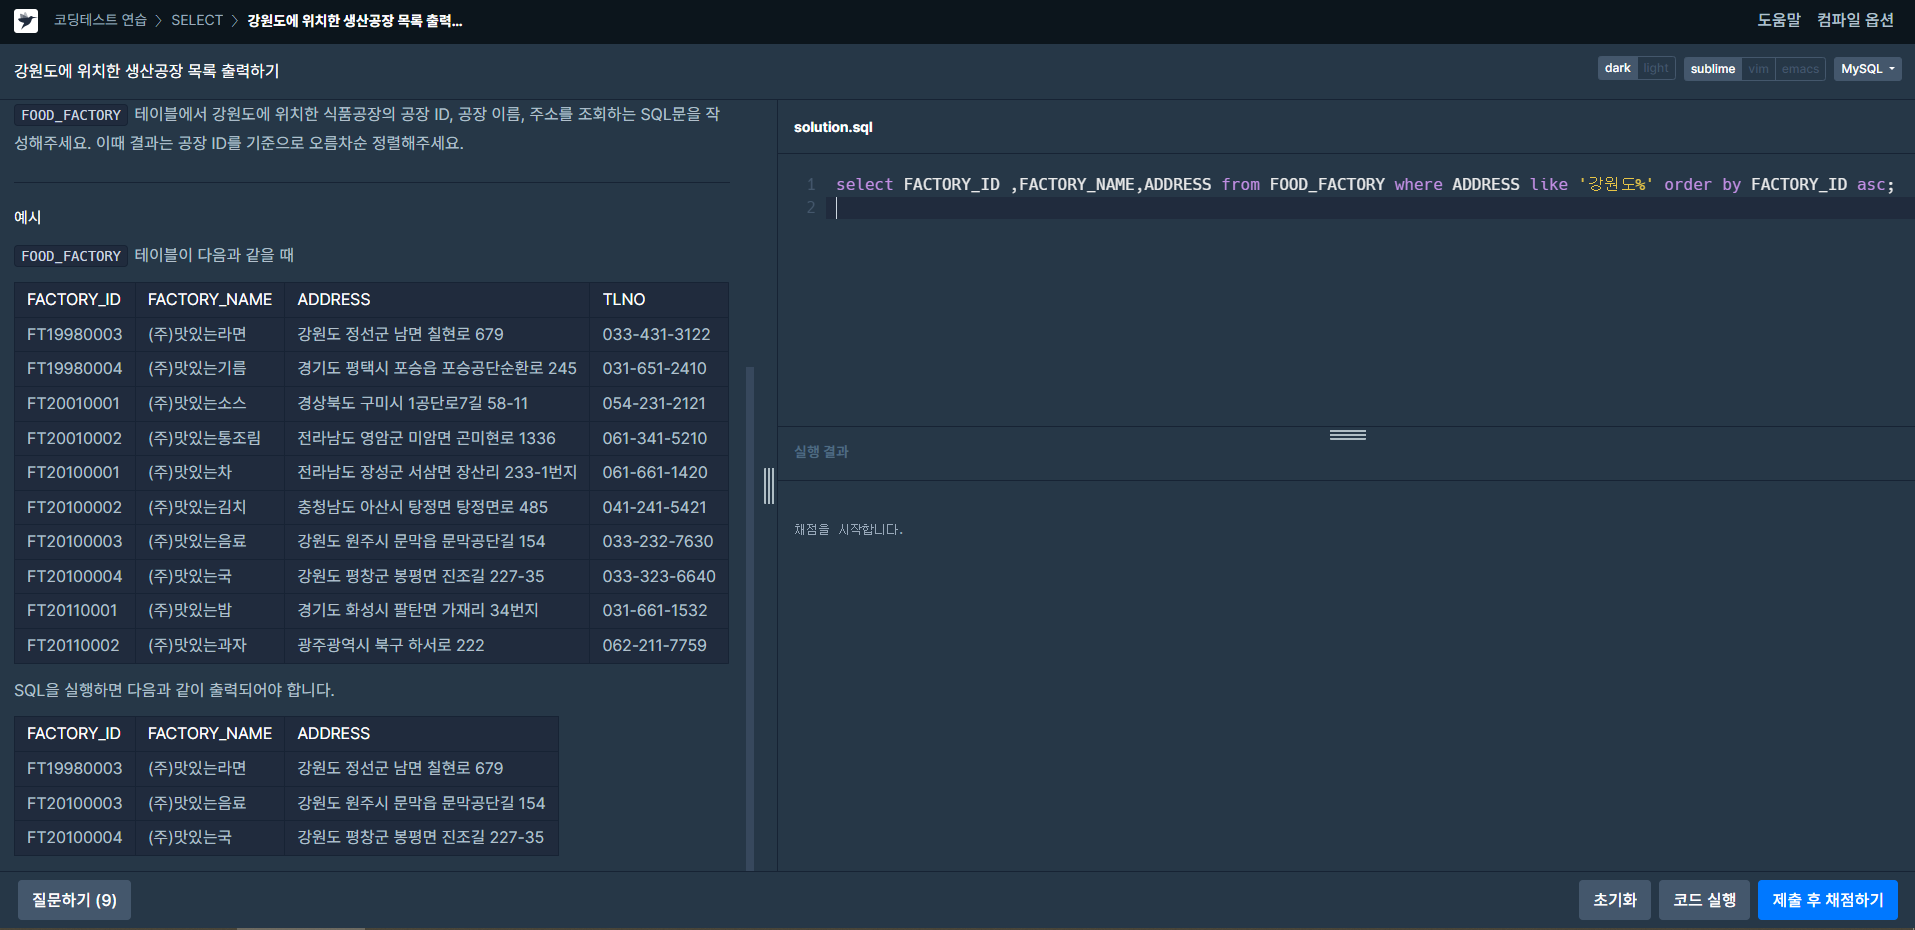 코딩테스트 연습 > SELECT > 강원도에 위치한 생산공장 목록 출력...
도움말 컴파일 옵션
강원도에 위치한 생산공장 목록 출력하기
dark light sublime vim emacs MySQL
FOOD_FACTORY 테이블에서 강원도에 위치한 식품공장의 공장 ID, 공장 이름, 주소를 조회하는 SQL문을 작
성해주세요. 이때 결과는 공장 ID를 기준으로 오름차순 정렬해주세요.
예시
FOOD_FACTORY 테이블이 다음과 같을 때
FACTORY_ID FACTORY_NAME ADDRESS TLNO
FT19980003 (주)맛있는라면 강원도 정선군 남면 칠현로 679 033-431-3122
FT19980004 (주)맛있는기름 경기도 평택시 포승읍 포승공단순환로 245 031-651-2410
FT20010001 (주)맛있는소스 경상북도 구미시 1공단로7길 58-11 054-231-2121
FT20010002 (주)맛있는통조림 전라남도 영암군 미암면 곤미현로 1336 061-341-5210
FT20100001 (주)맛있는차 전라남도 장성군 서삼면 장산리 233-1번지 061-661-1420
FT20100002 (주)맛있는김치 충청남도 아산시 탕정면 탕정면로 485 041-241-5421
FT20100003 (주)맛있는음료 강원도 원주시 문막읍 문막공단길 154 033-232-7630
FT20100004 (주)맛있는국 강원도 평창군 봉평면 진조길 227-35 033-323-6640
FT20110001 (주)맛있는밥 경기도 화성시 팔탄면 가재리 34번지 031-661-1532
FT20110002 (주)맛있는과자 광주광역시 북구 하서로 222 062-211-7759
SQL을 실행하면 다음과 같이 출력되어야 합니다.
FACTORY_ID FACTORY_NAME ADDRESS
FT19980003 (주)맛있는라면 강원도 정선군 남면 칠현로 679
FT20100003 (주)맛있는음료 강원도 원주시 문막읍 문막공단길 154
FT20100004 (주)맛있는국 강원도 평창군 봉평면 진조길 227-35
solution.sql
1 select FACTORY_ID ,FACTORY_NAME,ADDRESS from FOOD_FACTORY where ADDRESS like '강원도%' order by FACTORY_ID asc;
2
실행 결과
채점을 시작합니다.
질문하기 (9)
초기화 코드 실행 제출 후 채점하기